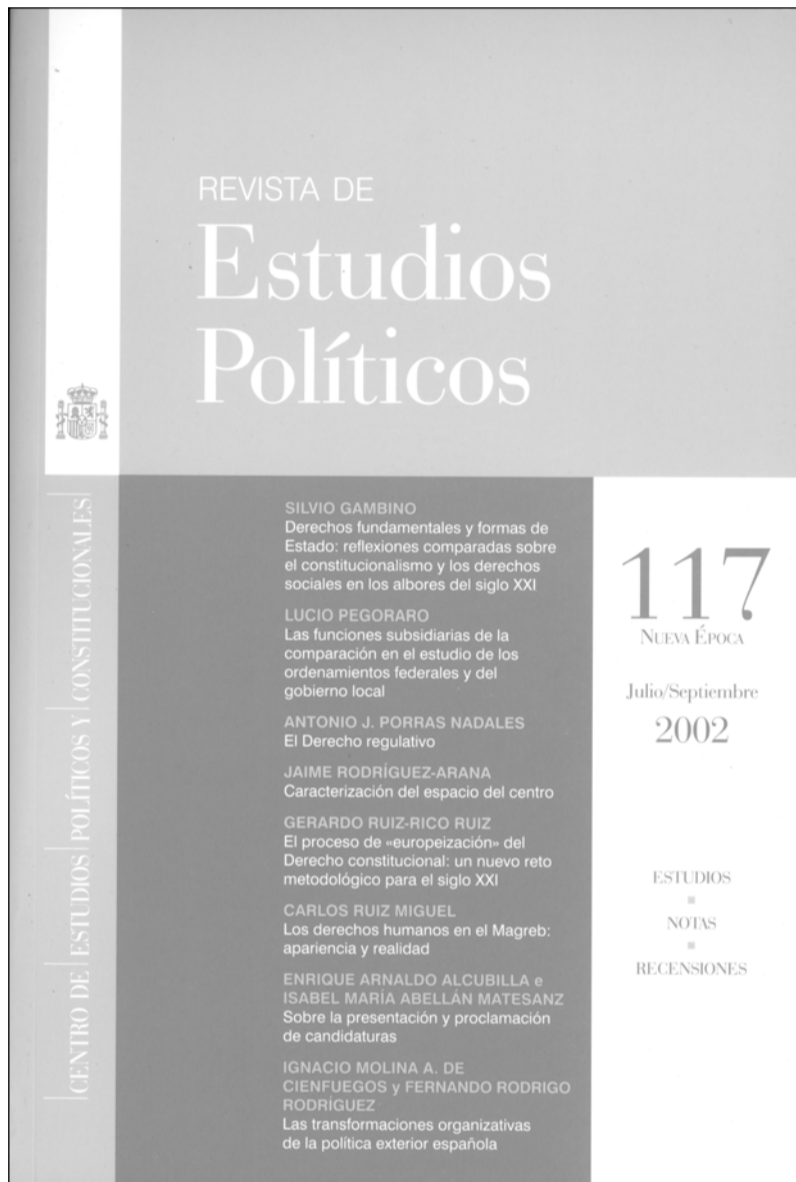 REVISTA DE
Estudios
Políticos
CENTRO DE ESTUDIOS POLÍTICOS Y CONSTITUCIONALES
SILVIO GAMBINO
Derechos fundamentales y formas de
Estado: reflexiones comparadas sobre
el constitucionalismo y los derechos
sociales en los albores del siglo XXI
LUCIO PEGORARO
Las funciones subsidiarias de la
comparación en el estudio de los
ordenamientos federales y del
gobierno local
ANTONIO J. PORRAS NADALES
El Derecho regulativo
JAIME RODRÍGUEZ-ARANA
Caracterización del espacio del centro
GERARDO RUIZ-RICO RUIZ
El proceso de «europeización» del
Derecho constitucional: un nuevo reto
metodológico para el siglo XXI
CARLOS RUIZ MIGUEL
Los derechos humanos en el Magreb:
apariencia y realidad
ENRIQUE ARNALDO ALCUBILLA e
ISABEL MARÍA ABELLÁN MATESANZ
Sobre la presentación y proclamación
de candidaturas
IGNACIO MOLINA A. DE
CIENFUEGOS y FERNANDO RODRIGO
RODRÍGUEZ
Las transformaciones organizativas
de la política exterior española
117
NUEVA ÉPOCA
Julio/Septiembre
2002
ESTUDIOS
NOTAS
RECENSIONES